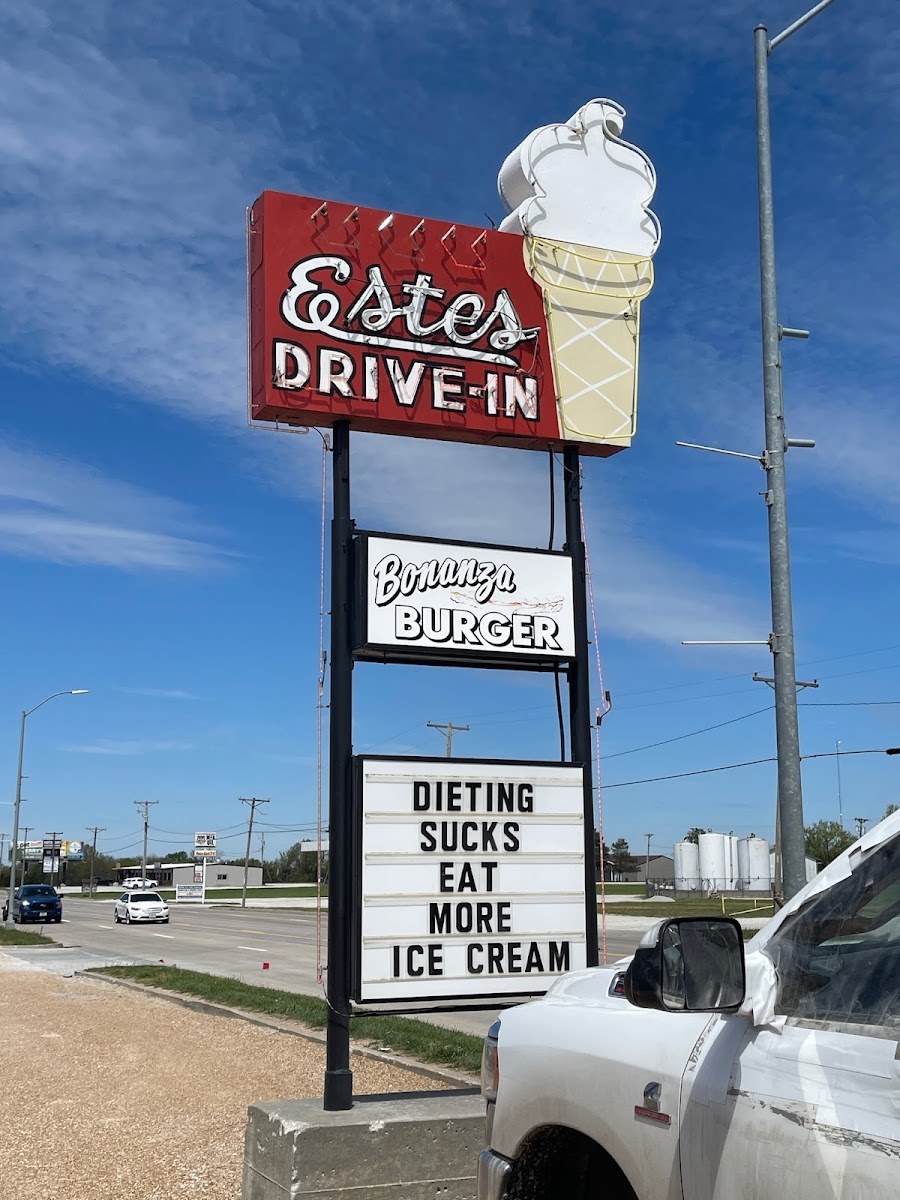 Estes
DRIVE-IN
Bonanza
BURGER
DIETING
SUCKS
EAT
MORE
ICE CREAM